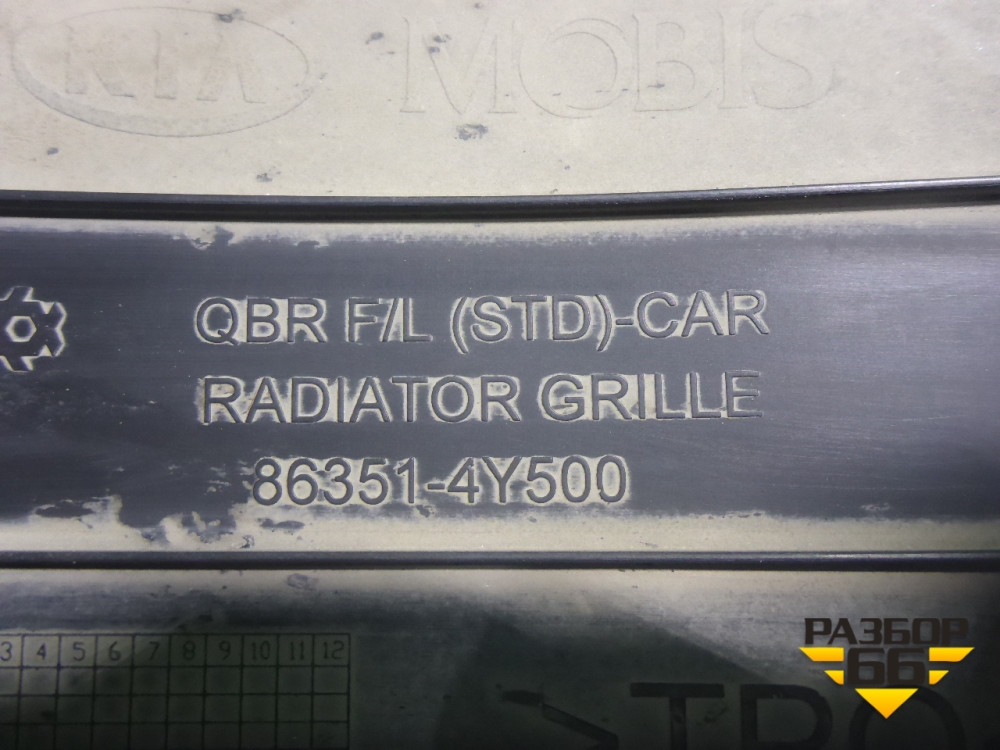 KIA MOBIS
QBR F/L (STD)-CAR
RADIATOR GRILLE
86351-4Y500
3 4 5 6 7 8 9 10 11 12
РАЗБОР
66